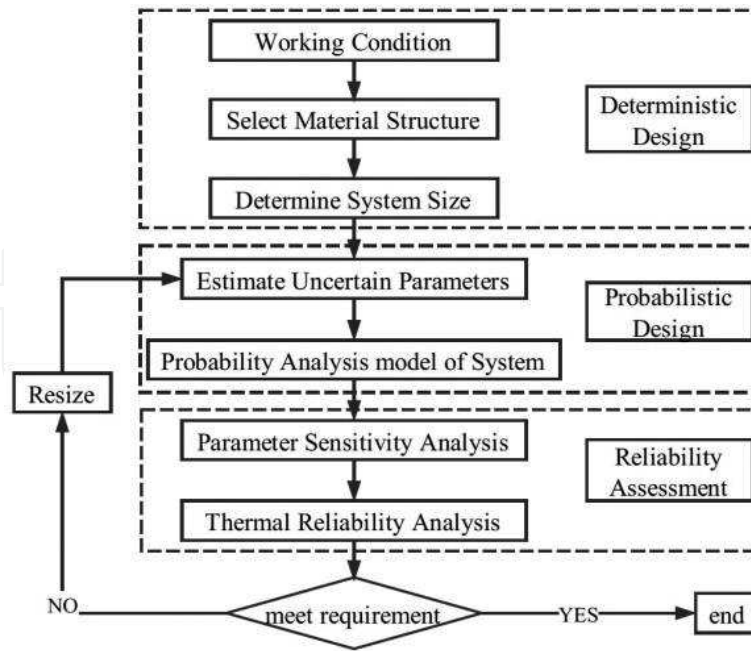 Working Condition
Select Material Structure
Deterministic
Design
Determine System Size
Estimate Uncertain Parameters
Probabilistic
Design
Probability Analysis model of System
Resize
Parameter Sensitivity Analysis
Reliability
Assessment
Thermal Reliability Analysis
NO
meet requirement
YES
end